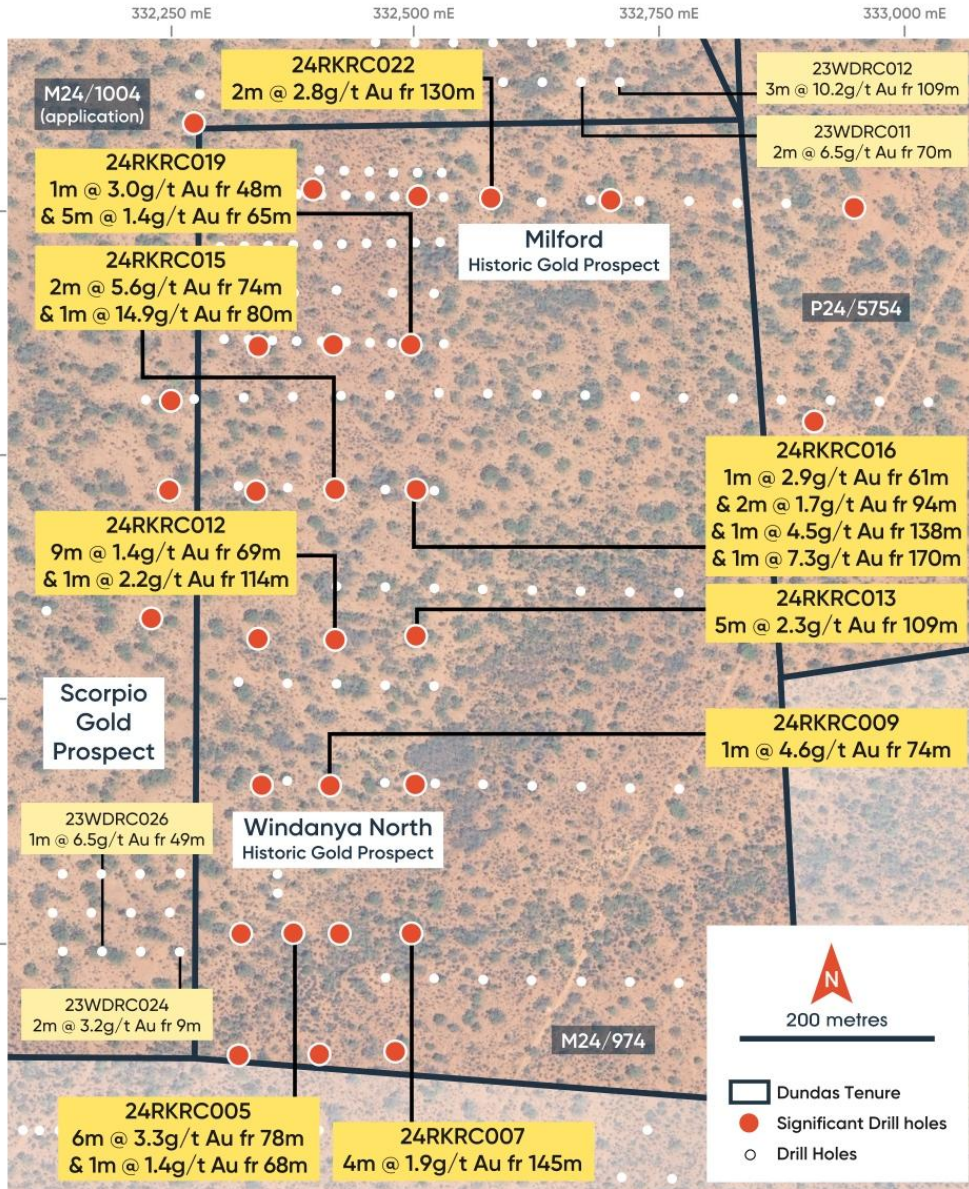 332,250 mE
332,500 mE
332,750 mE
333,000 mE
24RKRC022
2m @ 2.8g/t Au fr 130m
23WDRC012
3m @ 10.2g/t Au fr 109m
M24/1004
(application)
23WDRC011
2m @ 6.5g/t Au fr 70m
24RKRC019
1m @ 3.0g/t Au fr 48m
& 5m @ 1.4g/t Au fr 65m
Milford
Historic Gold Prospect
24RKRC015
2m @ 5.6g/t Au fr 74m
& 1m @ 14.9g/t Au fr 80m
P24/5754
24RKRC016
1m @ 2.9g/t Au fr 61m
& 2m @ 1.7g/t Au fr 94m
& 1m @ 4.5g/t Au fr 138m
& 1m @ 7.3g/t Au fr 170m
24RKRC012
9m @ 1.4g/t Au fr 69m
& 1m @ 2.2g/t Au fr 114m
24RKRC013
5m @ 2.3g/t Au fr 109m
Scorpio
Gold
Prospect
24RKRC009
1m @ 4.6g/t Au fr 74m
23WDRC026
1m @ 6.5g/t Au fr 49m
Windanya North
Historic Gold Prospect
23WDRC024
2m @ 3.2g/t Au fr 9m
M24/974
N
200 metres
Dundas Tenure
Significant Drill holes
Drill Holes
24RKRC005
6m @ 3.3g/t Au fr 78m
& 1m @ 1.4g/t Au fr 68m
24RKRC007
4m @ 1.9g/t Au fr 145m